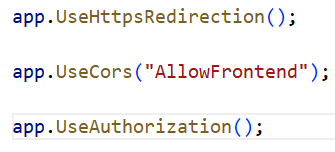 app.UseHttpsRedirection();
app.UseCors("AllowFrontend");
app.UseAuthorization();